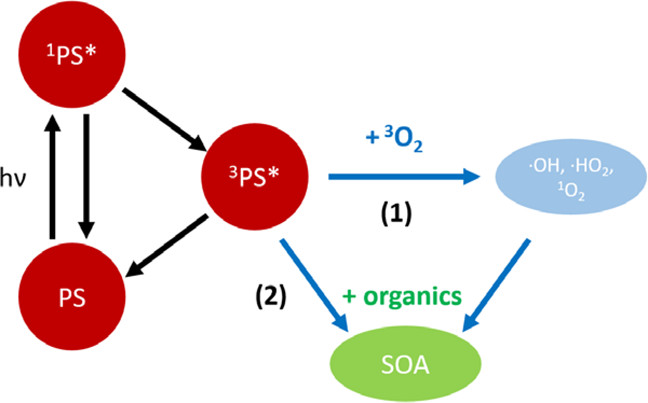 ¹PS*
hν
³PS*
+ ³O₂
(1)
·OH, ·HO₂,
¹O₂
PS
(2)
+ organics
SOA